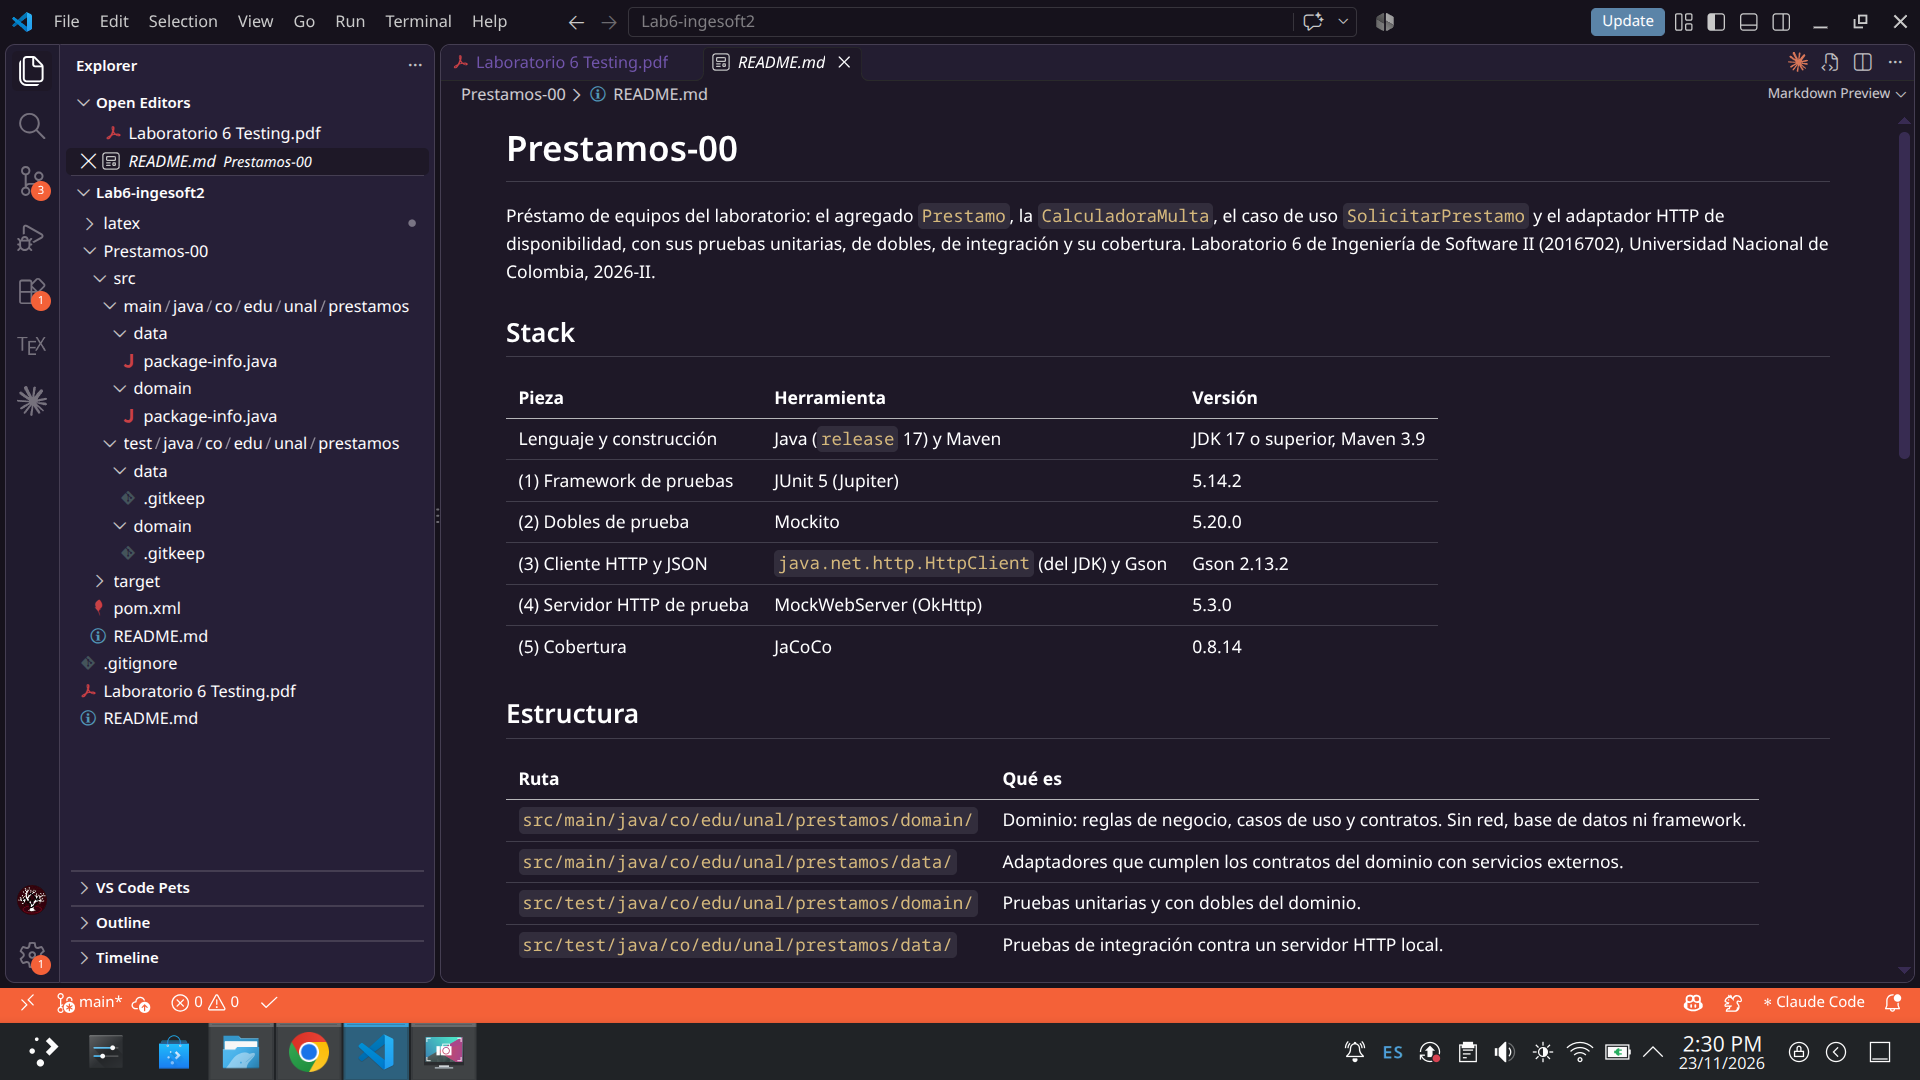 File Edit Selection View Go Run Terminal Help
Lab6-ingesoft2
Update
Explorer
Open Editors
Laboratorio 6 Testing.pdf
README.md Prestamos-00
Lab6-ingesoft2
latex
Prestamos-00
src
main / java / co / edu / unal / prestamos
data
package-info.java
domain
package-info.java
test / java / co / edu / unal / prestamos
data
.gitkeep
domain
.gitkeep
target
pom.xml
README.md
.gitignore
Laboratorio 6 Testing.pdf
README.md
VS Code Pets
Outline
Timeline
3
1
TEX
1
Laboratorio 6 Testing.pdf
README.md
Prestamos-00 > README.md
Markdown Preview
Prestamos-00
Préstamo de equipos del laboratorio: el agregado Prestamo, la CalculadoraMulta, el caso de uso SolicitarPrestamo y el adaptador HTTP de
disponibilidad, con sus pruebas unitarias, de dobles, de integración y su cobertura. Laboratorio 6 de Ingeniería de Software II (2016702), Universidad Nacional de
Colombia, 2026-II.
Stack
Pieza Herramienta Versión
Lenguaje y construcción Java (release 17) y Maven JDK 17 o superior, Maven 3.9
(1) Framework de pruebas JUnit 5 (Jupiter) 5.14.2
(2) Dobles de prueba Mockito 5.20.0
(3) Cliente HTTP y JSON java.net.http.HttpClient (del JDK) y Gson Gson 2.13.2
(4) Servidor HTTP de prueba MockWebServer (OkHttp) 5.3.0
(5) Cobertura JaCoCo 0.8.14
Estructura
Ruta Qué es
src/main/java/co/edu/unal/prestamos/domain/ Dominio: reglas de negocio, casos de uso y contratos. Sin red, base de datos ni framework.
src/main/java/co/edu/unal/prestamos/data/ Adaptadores que cumplen los contratos del dominio con servicios externos.
src/test/java/co/edu/unal/prestamos/domain/ Pruebas unitarias y con dobles del dominio.
src/test/java/co/edu/unal/prestamos/data/ Pruebas de integración contra un servidor HTTP local.
main* 0 0
Claude Code
ES
2:30 PM
23/11/2026